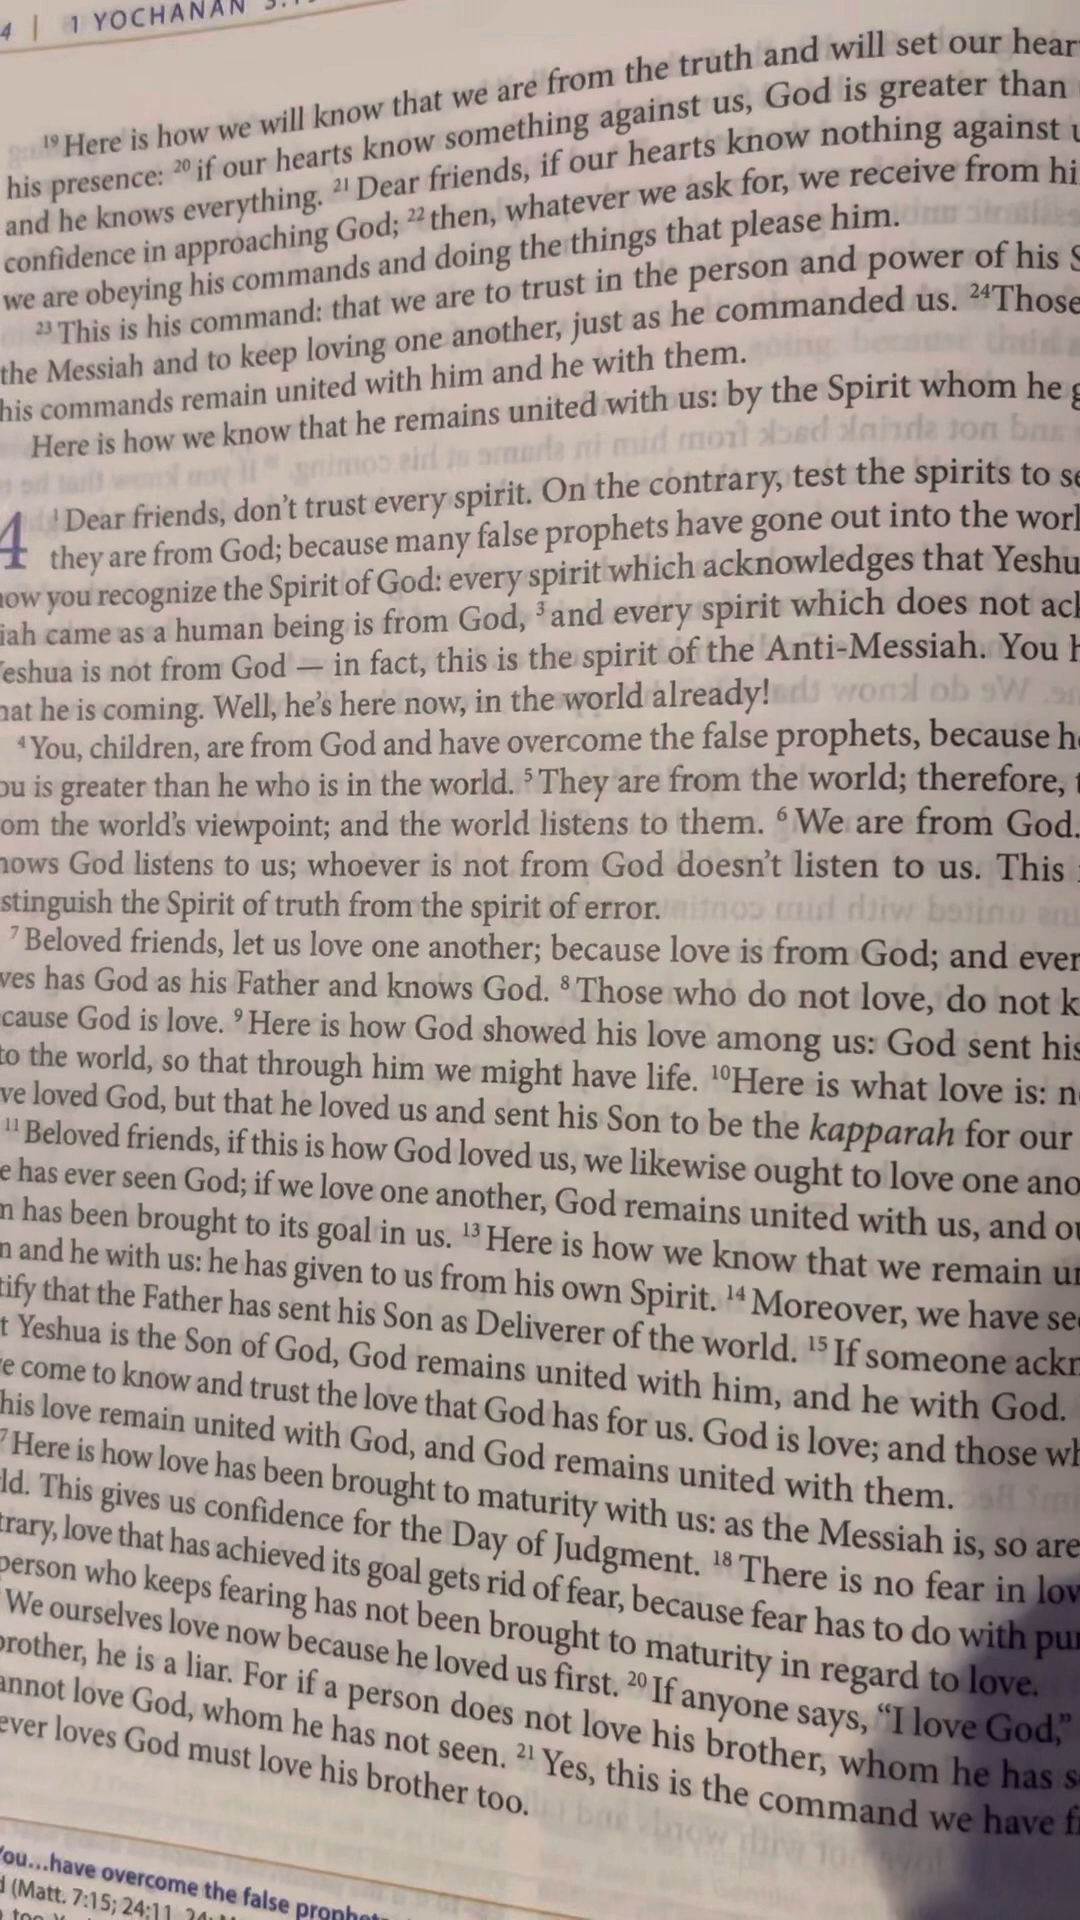 4 | 1 YOCHANAN
19 Here is how we will know that we are from the truth and will set our hear
his presence: 20 if our hearts know something against us, God is greater than
and he knows everything. 21 Dear friends, if our hearts know nothing against u
confidence in approaching God; 22 then, whatever we ask for, we receive from hi
we are obeying his commands and doing the things that please him.
23 This is his command: that we are to trust in the person and power of his S
the Messiah and to keep loving one another, just as he commanded us. 24 Those
his commands remain united with him and he with them.
Here is how we know that he remains united with us: by the Spirit whom he g
4 1 Dear friends, don't trust every spirit. On the contrary, test the spirits to se
they are from God; because many false prophets have gone out into the worl
how you recognize the Spirit of God: every spirit which acknowledges that Yeshu
iah came as a human being is from God, 3 and every spirit which does not ack
eshua is not from God — in fact, this is the spirit of the Anti-Messiah. You h
hat he is coming. Well, he's here now, in the world already!
4 You, children, are from God and have overcome the false prophets, because he
ou is greater than he who is in the world. 5 They are from the world; therefore, t
om the world's viewpoint; and the world listens to them. 6 We are from God.
nows God listens to us; whoever is not from God doesn't listen to us. This
stinguish the Spirit of truth from the spirit of error.
7 Beloved friends, let us love one another; because love is from God; and ever
ves has God as his Father and knows God. 8 Those who do not love, do not k
cause God is love. 9 Here is how God showed his love among us: God sent his
to the world, so that through him we might have life. 10 Here is what love is: n
ve loved God, but that he loved us and sent his Son to be the kapparah for our
11 Beloved friends, if this is how God loved us, we likewise ought to love one ano
e has ever seen God; if we love one another, God remains united with us, and ou
n has been brought to its goal in us. 13 Here is how we know that we remain un
n and he with us: he has given to us from his own Spirit. 14 Moreover, we have see
tify that the Father has sent his Son as Deliverer of the world. 15 If someone ackn
t Yeshua is the Son of God, God remains united with him, and he with God.
e come to know and trust the love that God has for us. God is love; and those wh
his love remain united with God, and God remains united with them.
7 Here is how love has been brought to maturity with us: as the Messiah is, so are
ld. This gives us confidence for the Day of Judgment. 18 There is no fear in lov
trary, love that has achieved its goal gets rid of fear, because fear has to do with pun
person who keeps fearing has not been brought to maturity in regard to love.
We ourselves love now because he loved us first. 20 If anyone says, "I love God,"
brother, he is a liar. For if a person does not love his brother, whom he has s
annot love God, whom he has not seen. 21 Yes, this is the command we have f
ever loves God must love his brother too.
You...have overcome the false prophets
(Matt. 7:15; 24:11